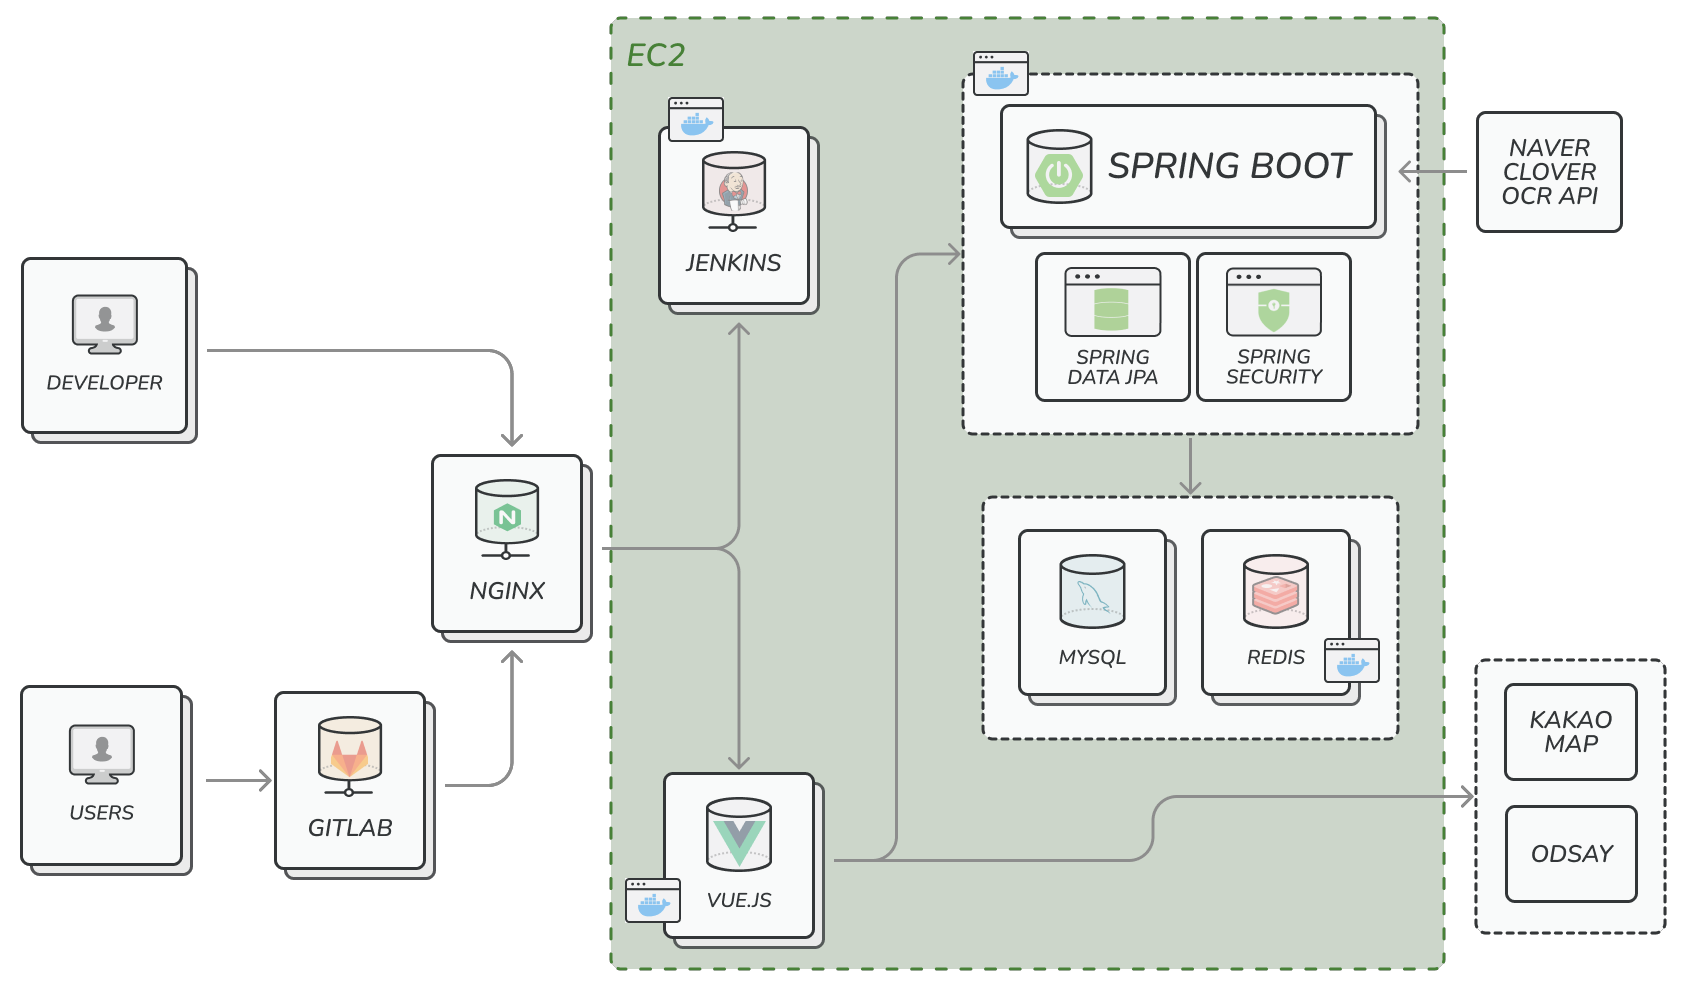 EC2
JENKINS
SPRING BOOT
NAVER
CLOVER
OCR API
SPRING
DATA JPA
SPRING
SECURITY
DEVELOPER
NGINX
MYSQL
REDIS
USERS
GITLAB
VUE.JS
KAKAO
MAP
ODSAY